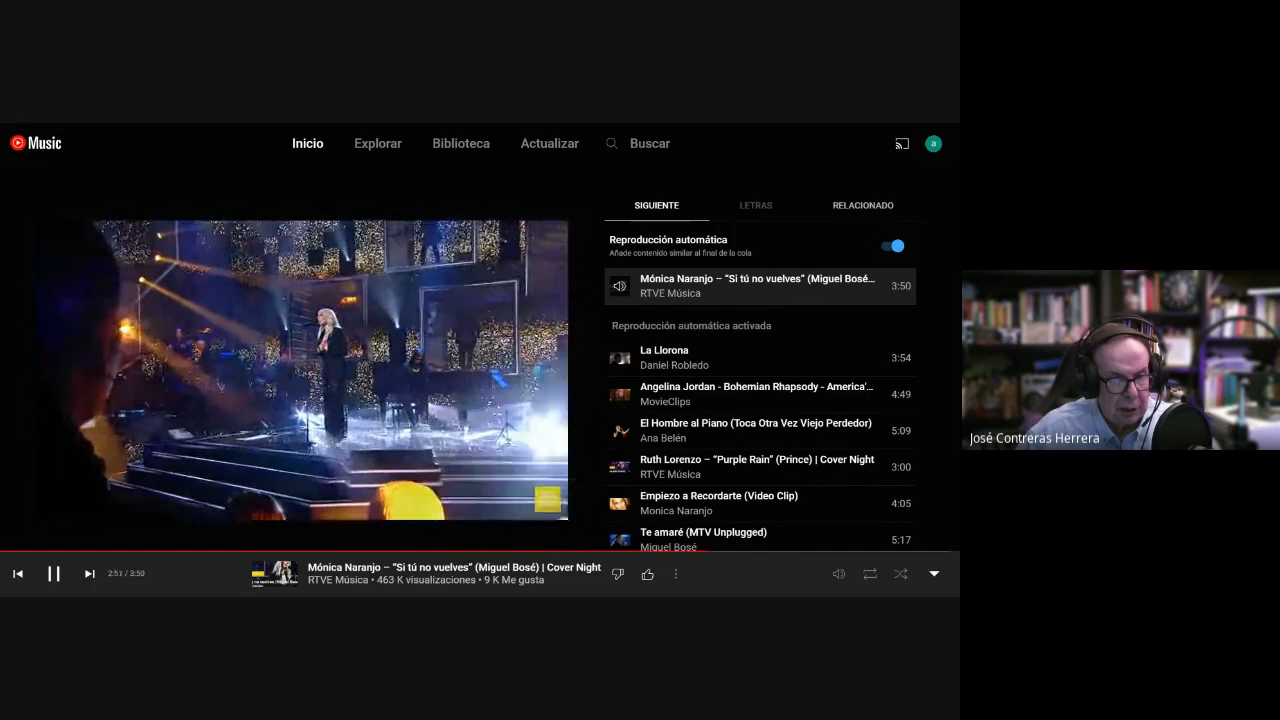 Music
Inicio
Explorar
Biblioteca
Actualizar
Buscar
a
SIGUIENTE
LETRAS
RELACIONADO
Reproducción automática
Añade contenido similar al final de la cola
Mónica Naranjo – “Si tú no vuelves” (Miguel Bosé...
RTVE Música
3:50
Reproducción automática activada
La Llorona
Daniel Robledo
3:54
Angelina Jordan - Bohemian Rhapsody - America'...
MovieClips
4:49
El Hombre al Piano (Toca Otra Vez Viejo Perdedor)
Ana Belén
5:09
Ruth Lorenzo – “Purple Rain” (Prince) | Cover Night
RTVE Música
3:00
Empiezo a Recordarte (Video Clip)
Monica Naranjo
4:05
Te amaré (MTV Unplugged)
Miguel Bosé
5:17
2:51 / 3:50
Mónica Naranjo – “Si tú no vuelves” (Miguel Bosé) | Cover Night
RTVE Música • 463 K visualizaciones • 9 K Me gusta
José Contreras Herrera